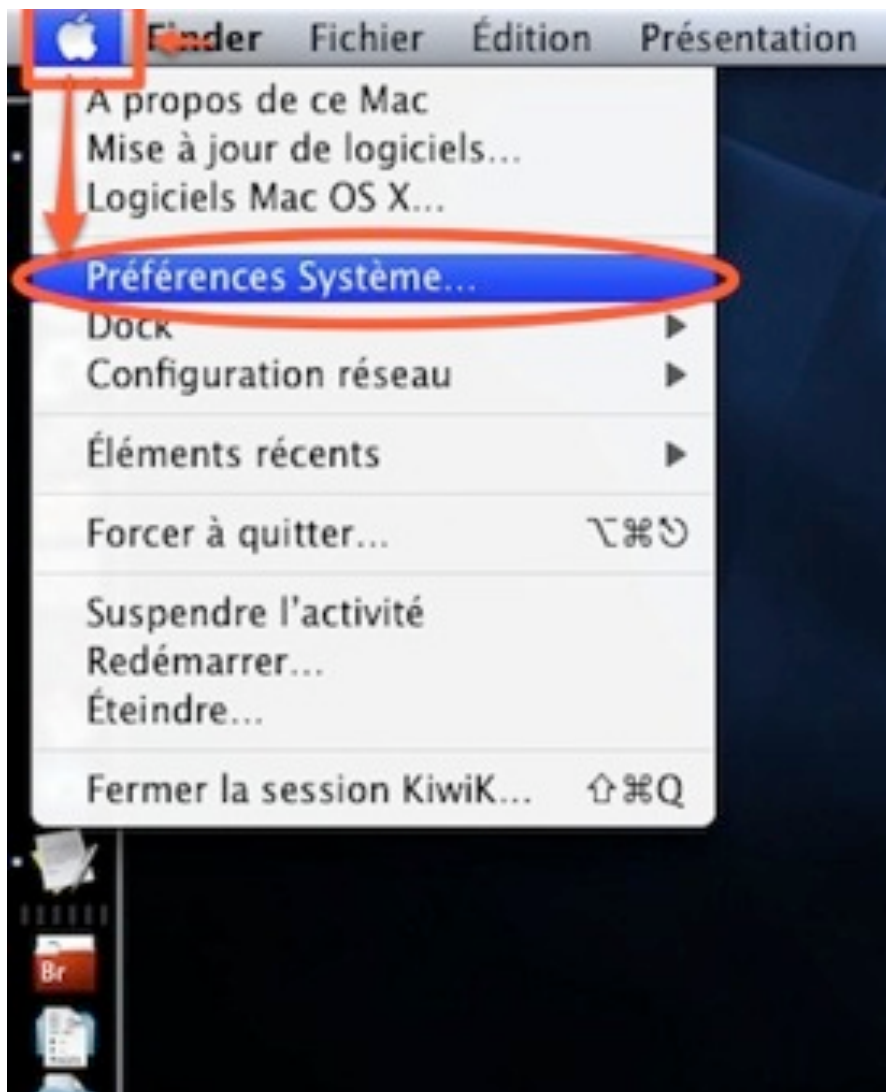 Finder Fichier Édition Présentation
À propos de ce Mac
Mise à jour de logiciels...
Logiciels Mac OS X...
Préférences Système...
Dock
Configuration réseau
Éléments récents
Forcer à quitter... ⌥⌘⎋
Suspendre l'activité
Redémarrer...
Éteindre...
Fermer la session KiwiK... ⇧⌘Q
Br